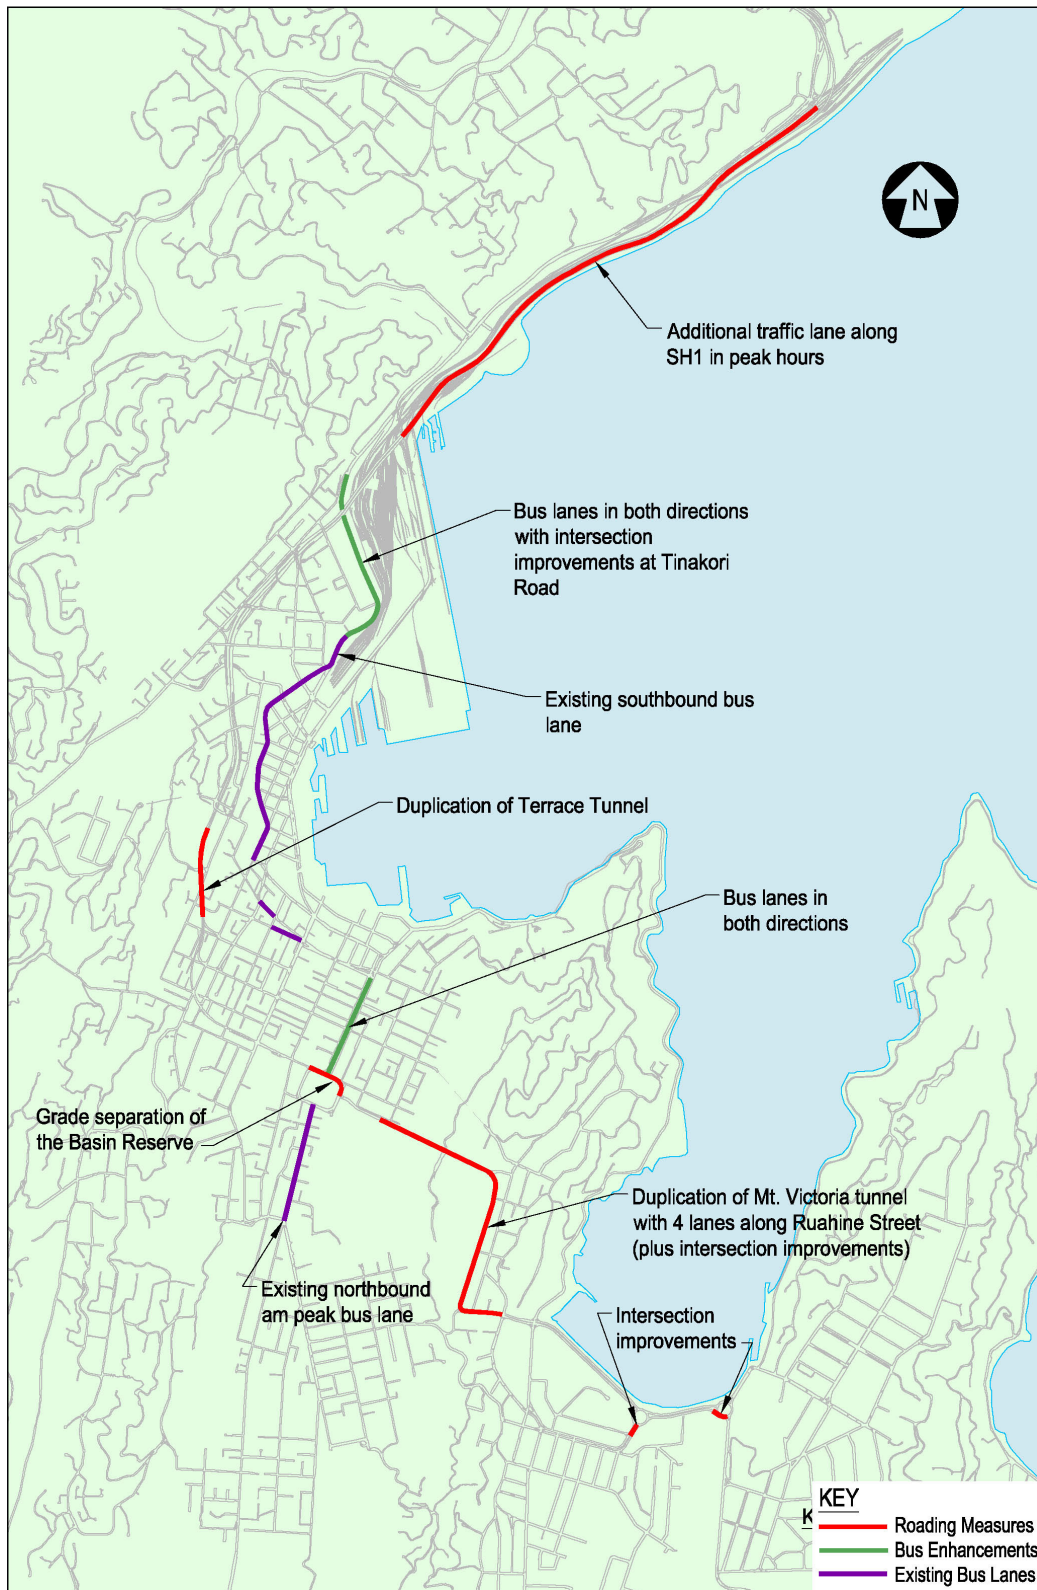 N
Additional traffic lane along
SH1 in peak hours
Bus lanes in both directions
with intersection
improvements at Tinakori
Road
Existing southbound bus
lane
Duplication of Terrace Tunnel
Bus lanes in
both directions
Grade separation of
the Basin Reserve
Duplication of Mt. Victoria tunnel
with 4 lanes along Ruahine Street
(plus intersection improvements)
Existing northbound
am peak bus lane
Intersection
improvements
KEY
K
Roading Measures
Bus Enhancements
Existing Bus Lanes